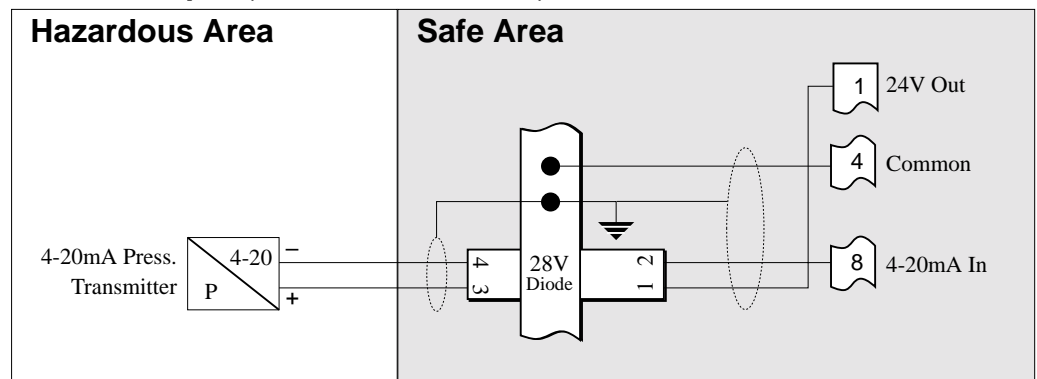 Hazardous Area
Safe Area
1 24V Out
4 Common
4-20mA Press.
Transmitter
4-20
P
−
+
4
3
28V
Diode
2
1
8 4-20mA In